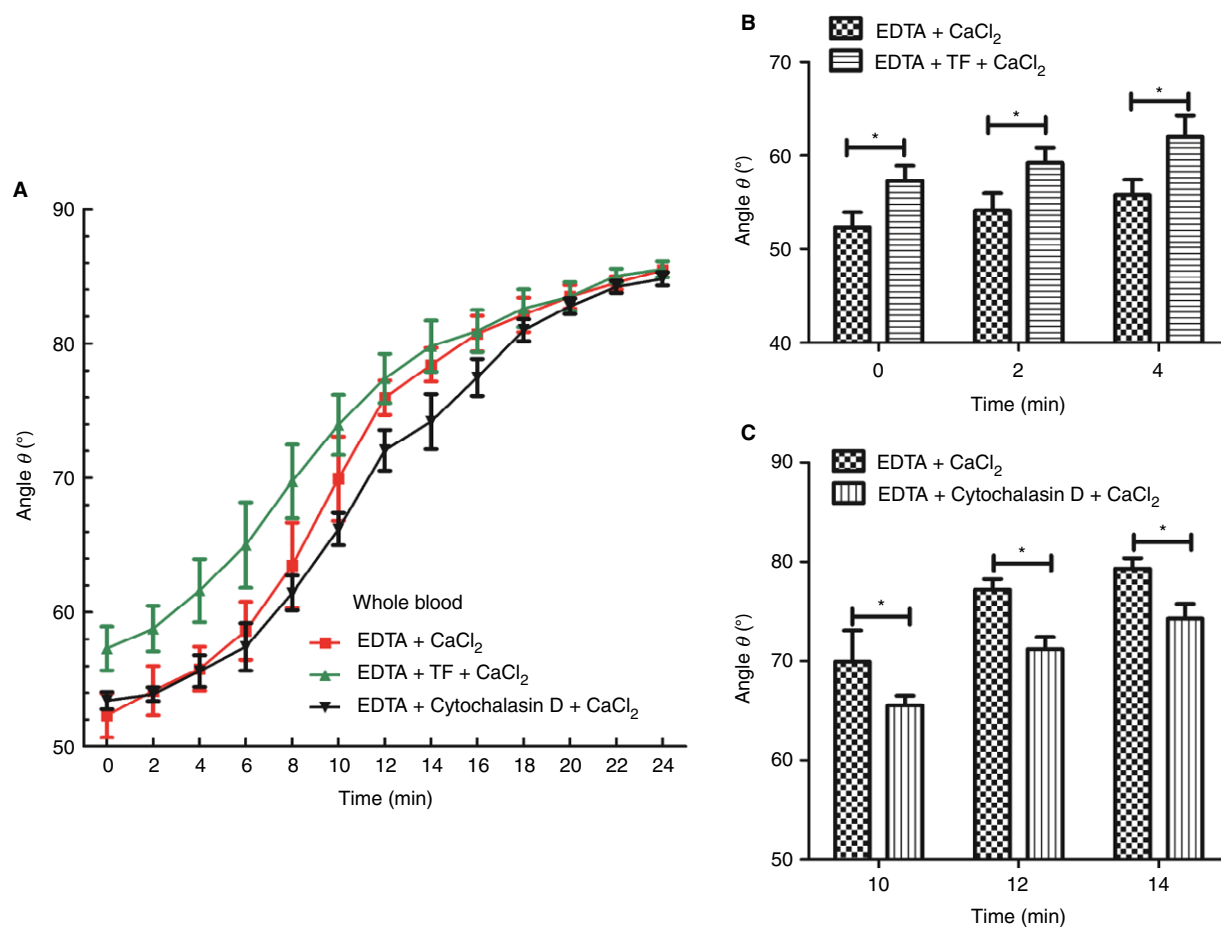 A
90
80
70
60
50
Angle θ (°)
Whole blood
EDTA + CaCl₂
EDTA + TF + CaCl₂
EDTA + Cytochalasin D + CaCl₂
0 2 4 6 8 10 12 14 16 18 20 22 24
Time (min)
B
EDTA + CaCl₂
EDTA + TF + CaCl₂
70
60
50
40
Angle θ (°)
* * *
0 2 4
Time (min)
C
EDTA + CaCl₂
EDTA + Cytochalasin D + CaCl₂
90
80
70
60
50
Angle θ (°)
* * *
10 12 14
Time (min)